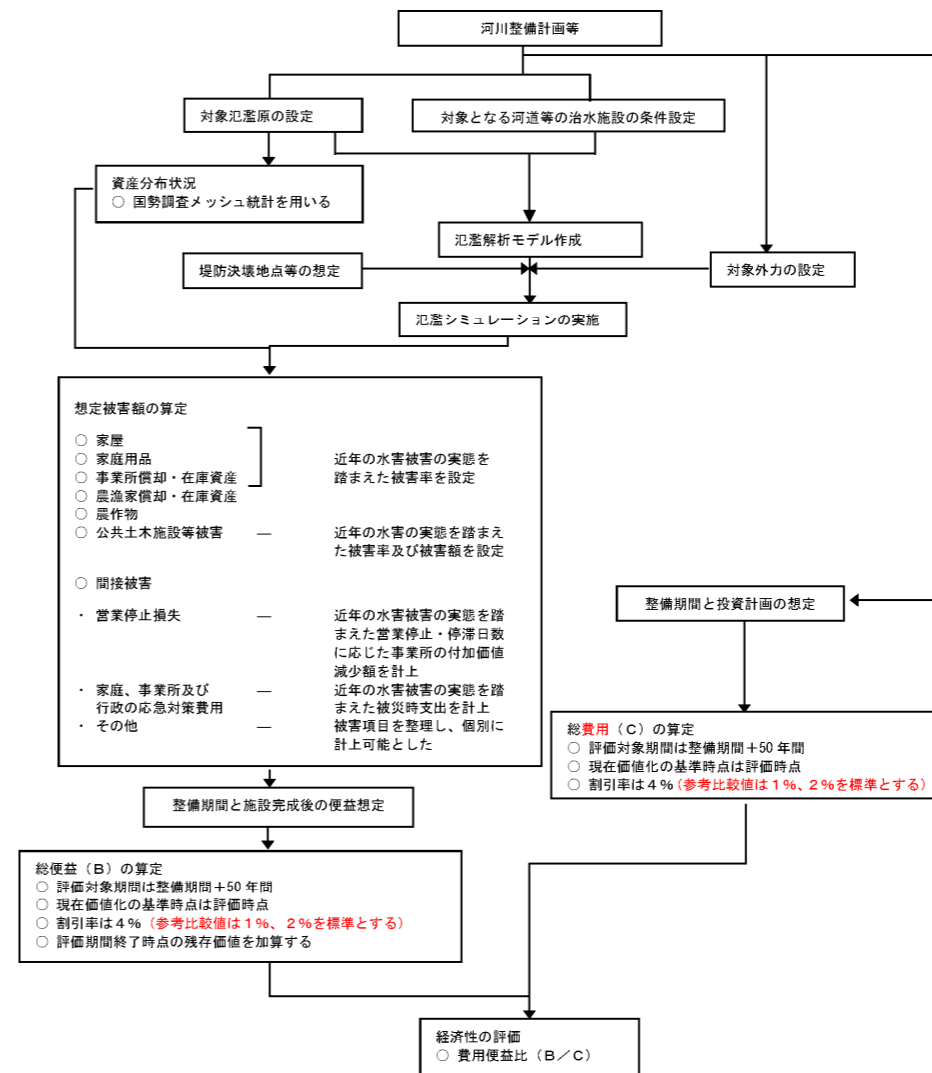 河川整備計画等
対象氾濫原の設定
対象となる河道等の治水施設の条件設定
資産分布状況
○ 国勢調査メッシュ統計を用いる
氾濫解析モデル作成
堤防決壊地点等の想定
対象外力の設定
氾濫シミュレーションの実施
想定被害額の算定
○ 家屋
○ 家庭用品
○ 事業所償却・在庫資産
近年の水害被害の実態を
踏まえた被害率を設定
○ 農漁家償却・在庫資産
○ 農作物
○ 公共土木施設等被害 ― 近年の水害の実態を踏まえ
た被害率及び被害額を設定
○ 間接被害
・ 営業停止損失 ― 近年の水害被害の実態を踏
まえた営業停止・停滞日数
に応じた事業所の付加価値
減少額を計上
・ 家庭、事業所及び ― 近年の水害被害の実態を踏
行政の応急対策費用 まえた被災時支出を計上
・ その他 ― 被害項目を整理し、個別に
計上可能とした
整備期間と投資計画の想定
総費用（C）の算定
○ 評価対象期間は整備期間＋50年間
○ 現在価値化の基準時点は評価時点
○ 割引率は４％（参考比較値は１％、２％を標準とする）
整備期間と施設完成後の便益想定
総便益（B）の算定
○ 評価対象期間は整備期間＋50年間
○ 現在価値化の基準時点は評価時点
○ 割引率は４％（参考比較値は１％、２％を標準とする）
○ 評価期間終了時点の残存価値を加算する
経済性の評価
○ 費用便益比（B／C）